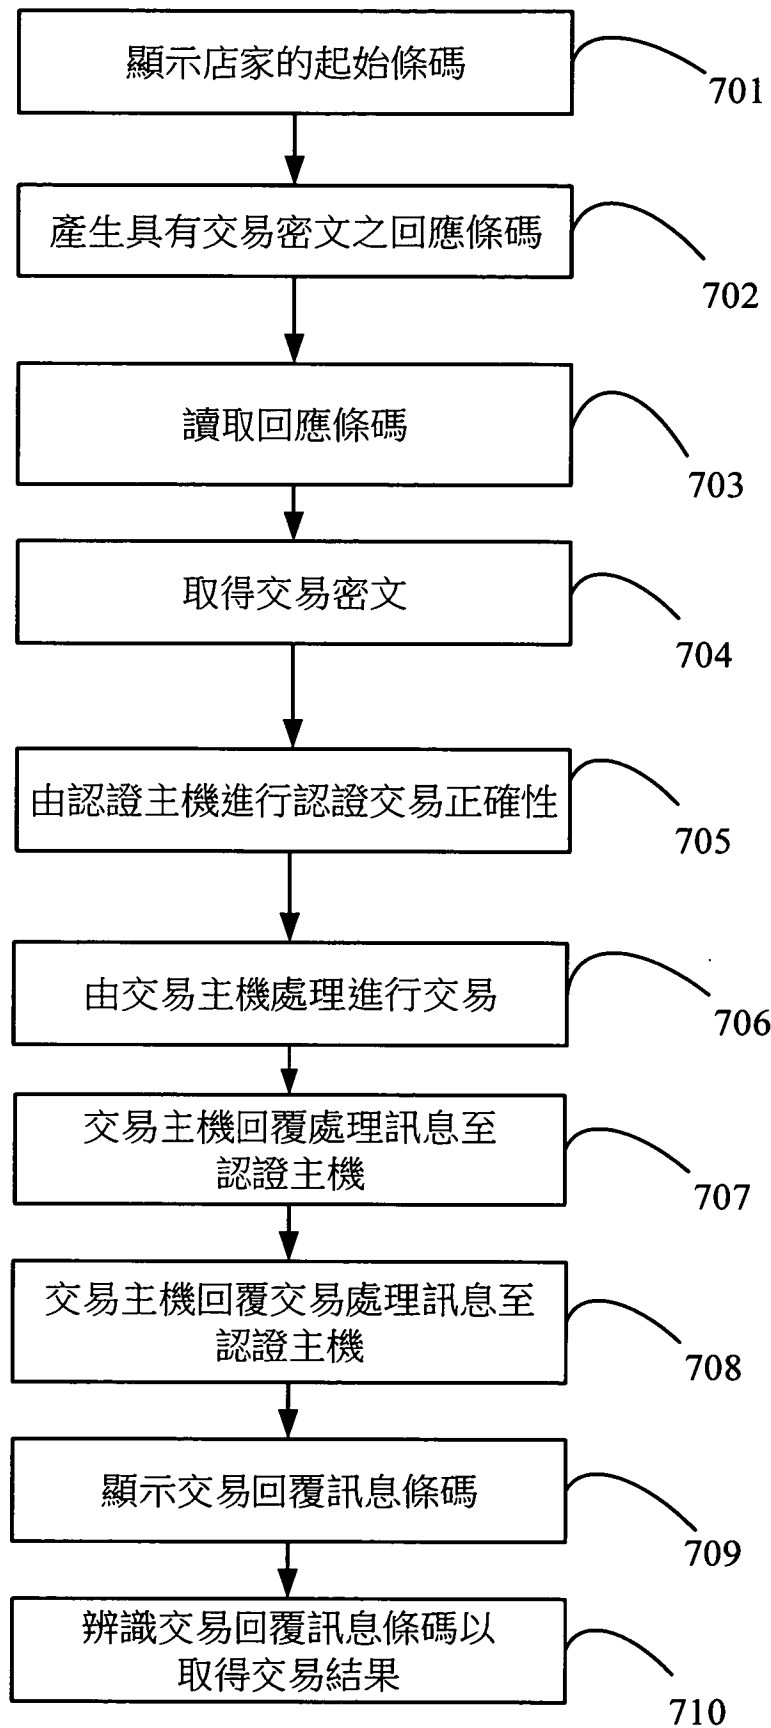 顯示店家的起始條碼
701
產生具有交易密文之回應條碼
702
讀取回應條碼
703
取得交易密文
704
由認證主機進行認證交易正確性
705
由交易主機處理進行交易
706
交易主機回覆處理訊息至
認證主機
707
交易主機回覆交易處理訊息至
認證主機
708
顯示交易回覆訊息條碼
709
辨識交易回覆訊息條碼以
取得交易結果
710